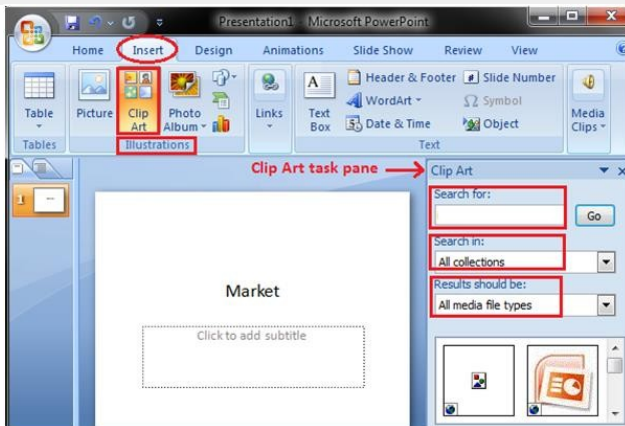 Presentation1 - Microsoft PowerPoint
Home Insert Design Animations Slide Show Review View
Table
Picture
Clip Art
Photo Album
Links
A
Text Box
Header & Footer
WordArt
Date & Time
# Slide Number
Ω Symbol
Object
Media Clips
Tables
Illustrations
Text
Clip Art task pane
1
Market
Click to add subtitle
Clip Art
Search for:
Go
Search in:
All collections
Results should be:
All media file types